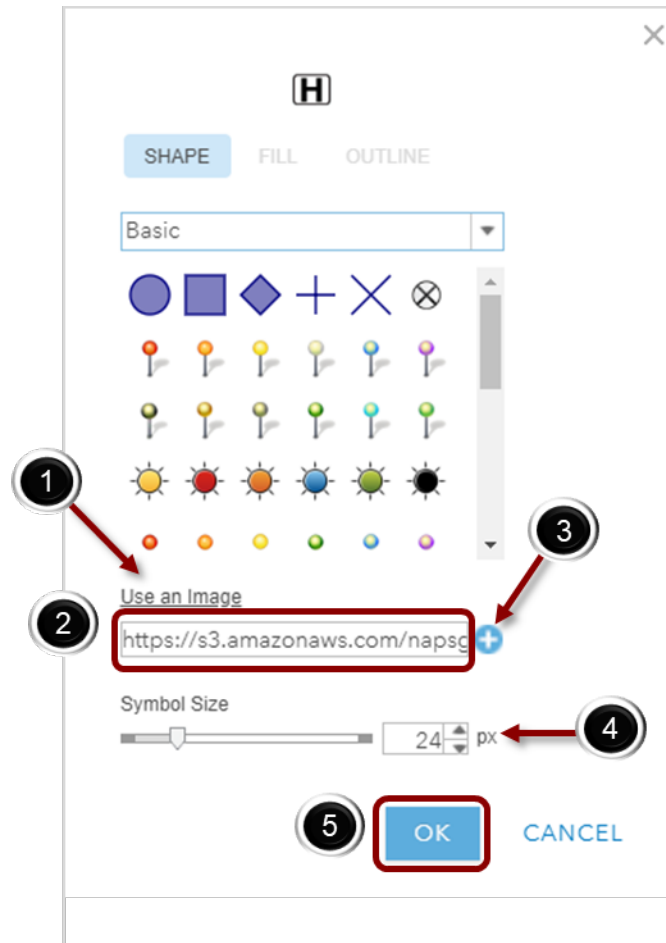 H
SHAPE FILL OUTLINE
Basic
1
3
Use an Image
2
https://s3.amazonaws.com/napsg
Symbol Size
24 px
4
5
OK CANCEL